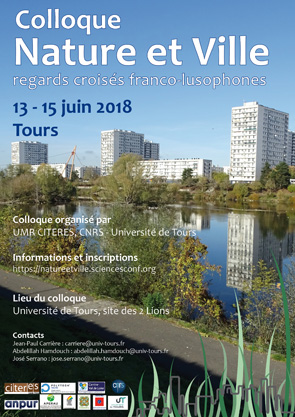 Colloque
Nature et Ville
regards croisés franco-lusophones
13 - 15 juin 2018
Tours
Colloque organisé par
UMR CITERES, CNRS - Université de Tours
Informations et inscriptions
https://natureetville.sciencesconf.org
Lieu du colloque
Université de Tours, site des 2 Lions
Contacts
Jean-Paul Carrière : carriere@univ-tours.fr
Abdelillah Hamdouch : abdelillah.hamdouch@univ-tours.fr
José Serrano : jose.serrano@univ-tours.fr
citeres
anpur